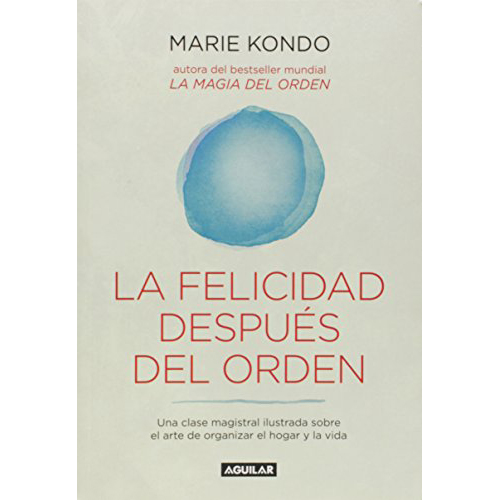 MARIE KONDO
autora del bestseller mundial
LA MAGIA DEL ORDEN
LA FELICIDAD
DESPUÉS
DEL ORDEN
Una clase magistral ilustrada sobre
el arte de organizar el hogar y la vida
AGUILAR